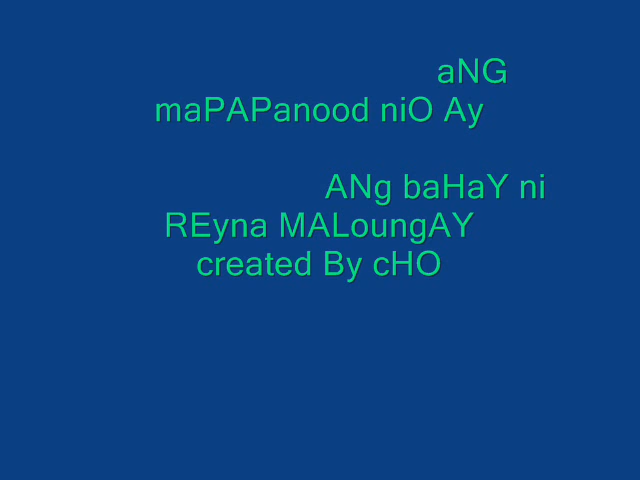 aNG
maPAPanood niO Ay
ANg baHaY ni
REyna MALoungAY
created By cHO